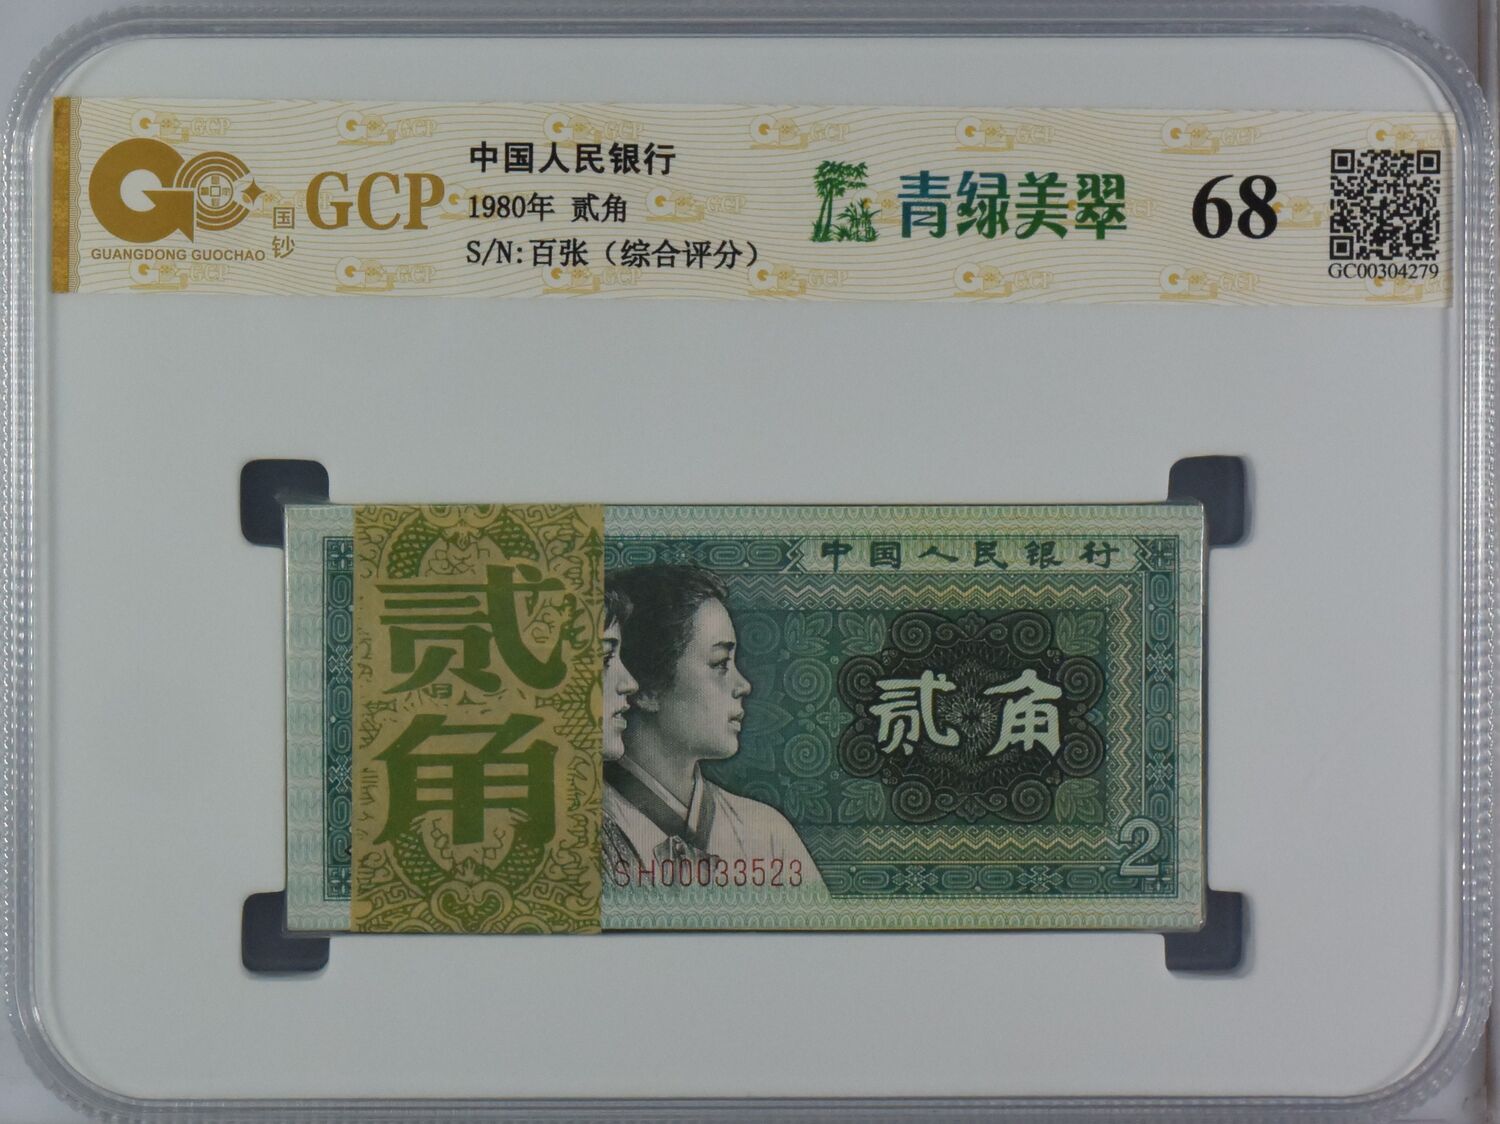 GCP
GUANGDONG GUOCHAO
国钞
中国人民银行
1980年 贰角
S/N:百张（综合评分）
青绿美翠
68
GC00304279
中国人民银行
贰角
贰角
2
SH00033523